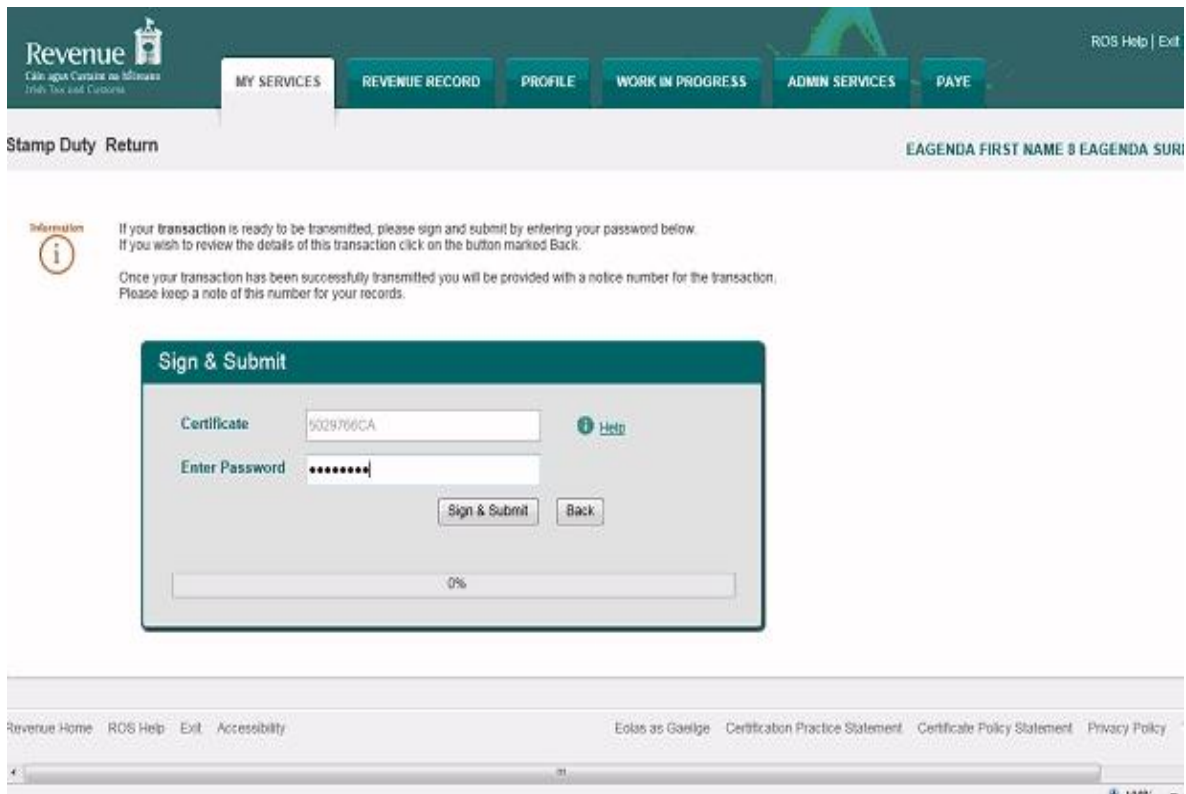 Revenue
Cáin agus Custaim na hÉireann
Irish Tax and Customs
ROS Help | Exit
MY SERVICES
REVENUE RECORD
PROFILE
WORK IN PROGRESS
ADMIN SERVICES
PAYE
Stamp Duty Return
EAGENDA FIRST NAME 8 EAGENDA
Information
i
If your transaction is ready to be transmitted, please sign and submit by entering your password below.
If you wish to review the details of this transaction click on the button marked Back.
Once your transaction has been successfully transmitted you will be provided with a notice number for the transaction.
Please keep a note of this number for your records.
Sign & Submit
Certificate
5029766CA
Help
Enter Password
••••••••
Sign & Submit
Back
0%
Revenue Home ROS Help Exit Accessibility
Eolas as Gaeilge Certification Practice Statement Certificate Policy Statement Privacy Policy